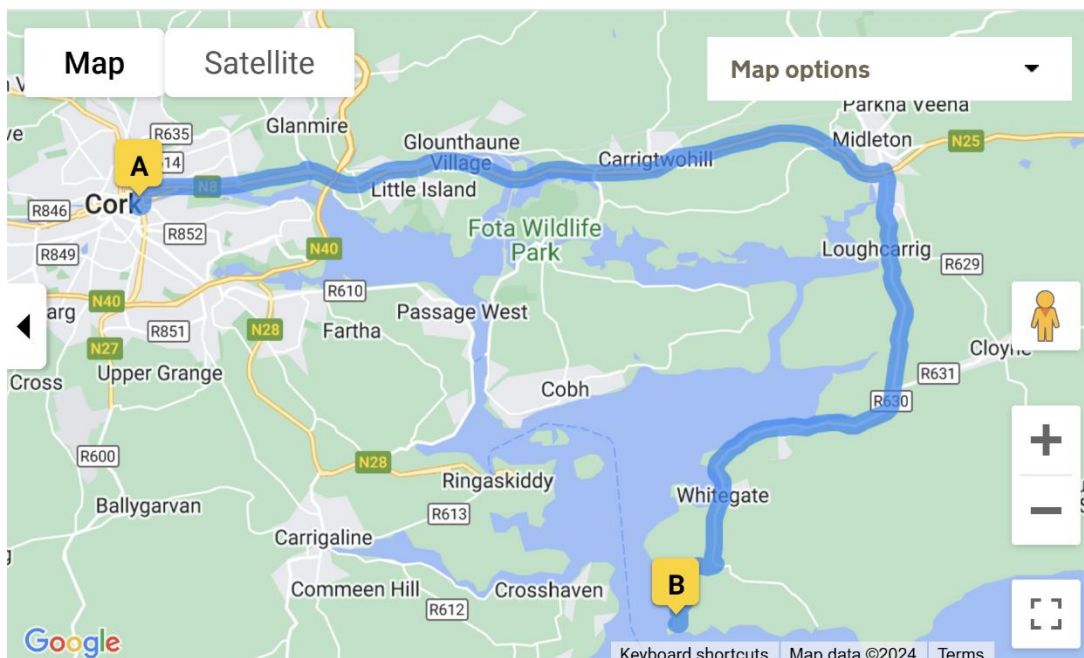 Map
Satellite
Map options
Parkna Veena
R635
Glanmire
Glounthaune
Village
Carrigtwohill
Midleton
N25
A
R614
N8
Little Island
R846
Cork
R852
Fota Wildlife
Park
Loughcarrig
R849
N40
R629
N40
R610
Passage West
R851
N28
Fartha
Cloyne
N27
Upper Grange
Cobh
R631
Cross
R630
R600
N28
Ringaskiddy
Whitegate
Ballygarvan
R613
Carrigaline
B
Commeen Hill
Crosshaven
R612
Google
Keyboard shortcuts
Map data ©2024
Terms